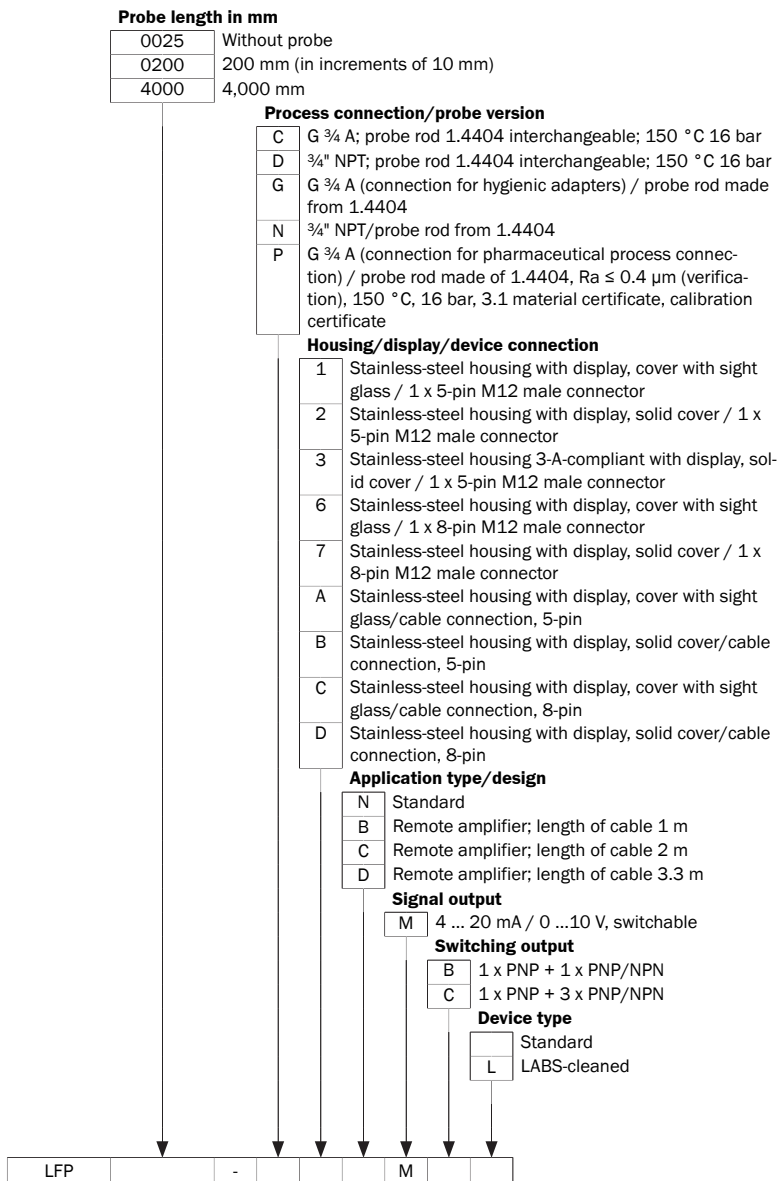 Probe length in mm
0025 Without probe
0200 200 mm (in increments of 10 mm)
4000 4,000 mm
Process connection/probe version
C G ¾ A; probe rod 1.4404 interchangeable; 150 °C 16 bar
D ¾" NPT; probe rod 1.4404 interchangeable; 150 °C 16 bar
G G ¾ A (connection for hygienic adapters) / probe rod made
from 1.4404
N ¾" NPT/probe rod from 1.4404
P G ¾ A (connection for pharmaceutical process connec-
tion) / probe rod made of 1.4404, Ra ≤ 0.4 µm (verifica-
tion), 150 °C, 16 bar, 3.1 material certificate, calibration
certificate
Housing/display/device connection
1 Stainless-steel housing with display, cover with sight
glass / 1 x 5-pin M12 male connector
2 Stainless-steel housing with display, solid cover / 1 x
5-pin M12 male connector
3 Stainless-steel housing 3-A-compliant with display, sol-
id cover / 1 x 5-pin M12 male connector
6 Stainless-steel housing with display, cover with sight
glass / 1 x 8-pin M12 male connector
7 Stainless-steel housing with display, solid cover / 1 x
8-pin M12 male connector
A Stainless-steel housing with display, cover with sight
glass/cable connection, 5-pin
B Stainless-steel housing with display, solid cover/cable
connection, 5-pin
C Stainless-steel housing with display, cover with sight
glass/cable connection, 8-pin
D Stainless-steel housing with display, solid cover/cable
connection, 8-pin
Application type/design
N Standard
B Remote amplifier; length of cable 1 m
C Remote amplifier; length of cable 2 m
D Remote amplifier; length of cable 3.3 m
Signal output
M 4 ... 20 mA / 0 ...10 V, switchable
Switching output
B 1 x PNP + 1 x PNP/NPN
C 1 x PNP + 3 x PNP/NPN
Device type
Standard
L LABS-cleaned
LFP - M